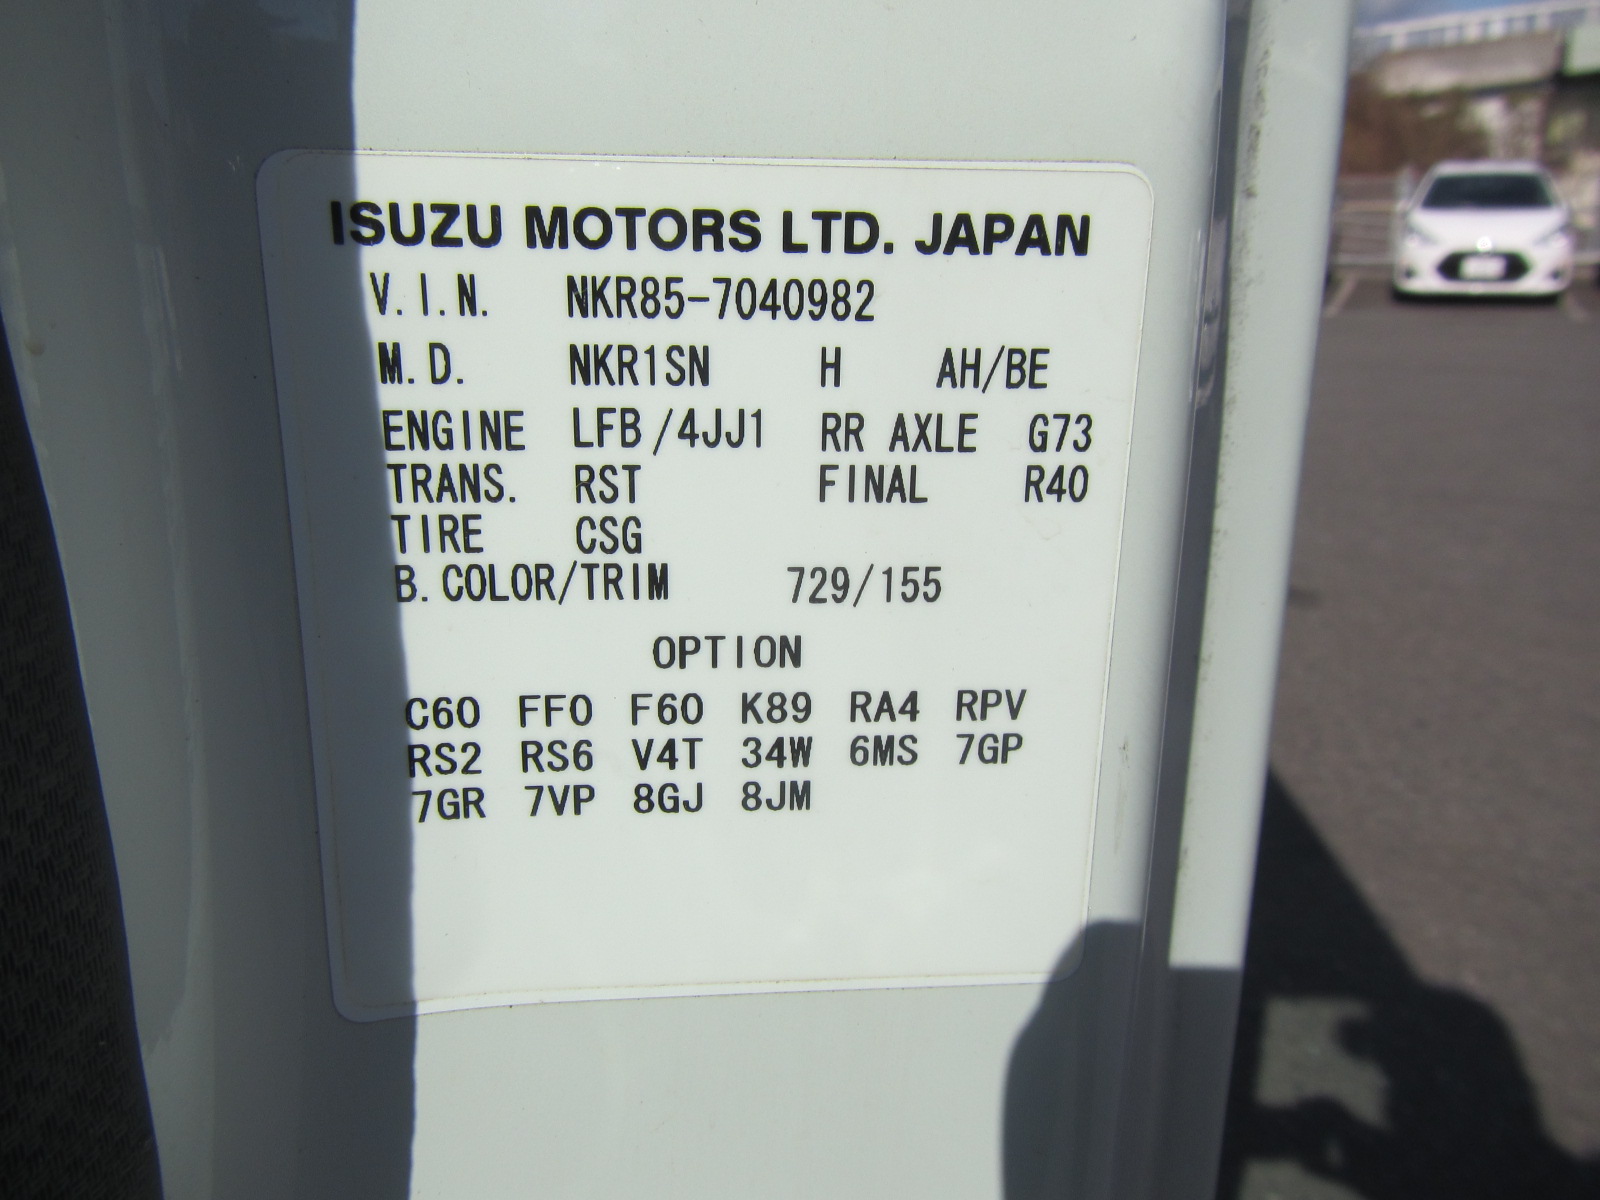 ISUZU MOTORS LTD. JAPAN
V.I.N. NKR85-7040982
M.D. NKR1SN H AH/BE
ENGINE LFB/4JJ1 RR AXLE G73
TRANS. RST FINAL R40
TIRE CSG
B.COLOR/TRIM 729/155
OPTION
C60 FF0 F60 K89 RA4 RPV
RS2 RS6 V4T 34W 6MS 7GP
7GR 7VP 8GJ 8JM